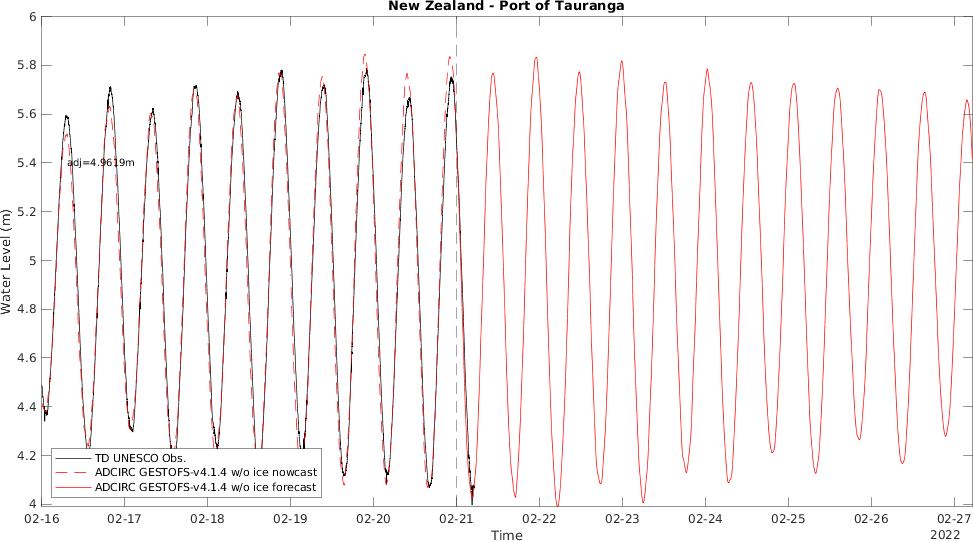 New Zealand - Port of Tauranga
6
5.8
5.6
5.4
5.2
5
4.8
4.6
4.4
4.2
4
Water Level (m)
adj=4.9619m
TD UNESCO Obs.
ADCIRC GESTOFS-v4.1.4 w/o ice nowcast
ADCIRC GESTOFS-v4.1.4 w/o ice forecast
02-16 02-17 02-18 02-19 02-20 02-21 02-22 02-23 02-24 02-25 02-26 02-27
Time
2022